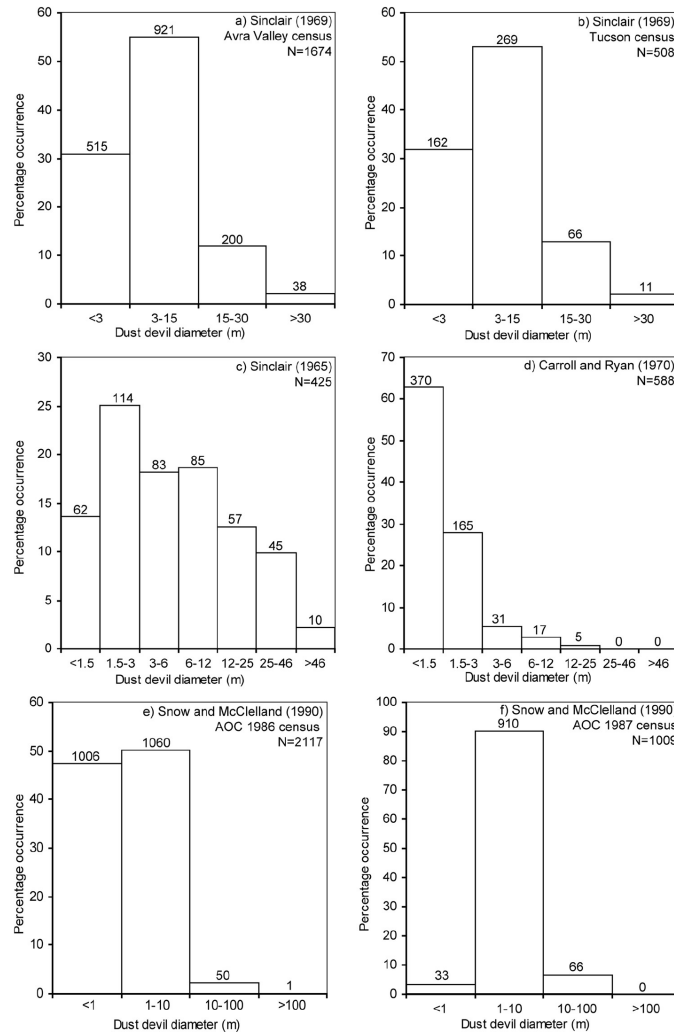 a) Sinclair (1969)
Avra Valley census
N=1674
Percentage occurrence
60
50
40
30
20
10
0
515
921
200
38
<3 3-15 15-30 >30
Dust devil diameter (m)
b) Sinclair (1969)
Tucson census
N=508
Percentage occurrence
60
50
40
30
20
10
0
162
269
66
11
<3 3-15 15-30 >30
Dust devil diameter (m)
c) Sinclair (1965)
N=425
Percentage occurrence
30
25
20
15
10
5
0
62
114
83
85
57
45
10
<1.5 1.5-3 3-6 6-12 12-25 25-46 >46
Dust devil diameter (m)
d) Carroll and Ryan (1970)
N=588
Percentage occurrence
70
60
50
40
30
20
10
0
370
165
31
17
5
0
0
<1.5 1.5-3 3-6 6-12 12-25 25-46 >46
Dust devil diameter (m)
e) Snow and McClelland (1990)
AOC 1986 census
N=2117
Percentage occurrence
60
50
40
30
20
10
0
1006
1060
50
1
<1 1-10 10-100 >100
Dust devil diameter (m)
f) Snow and McClelland (1990)
AOC 1987 census
N=1009
Percentage occurrence
100
90
80
70
60
50
40
30
20
10
0
33
910
66
0
<1 1-10 10-100 >100
Dust devil diameter (m)